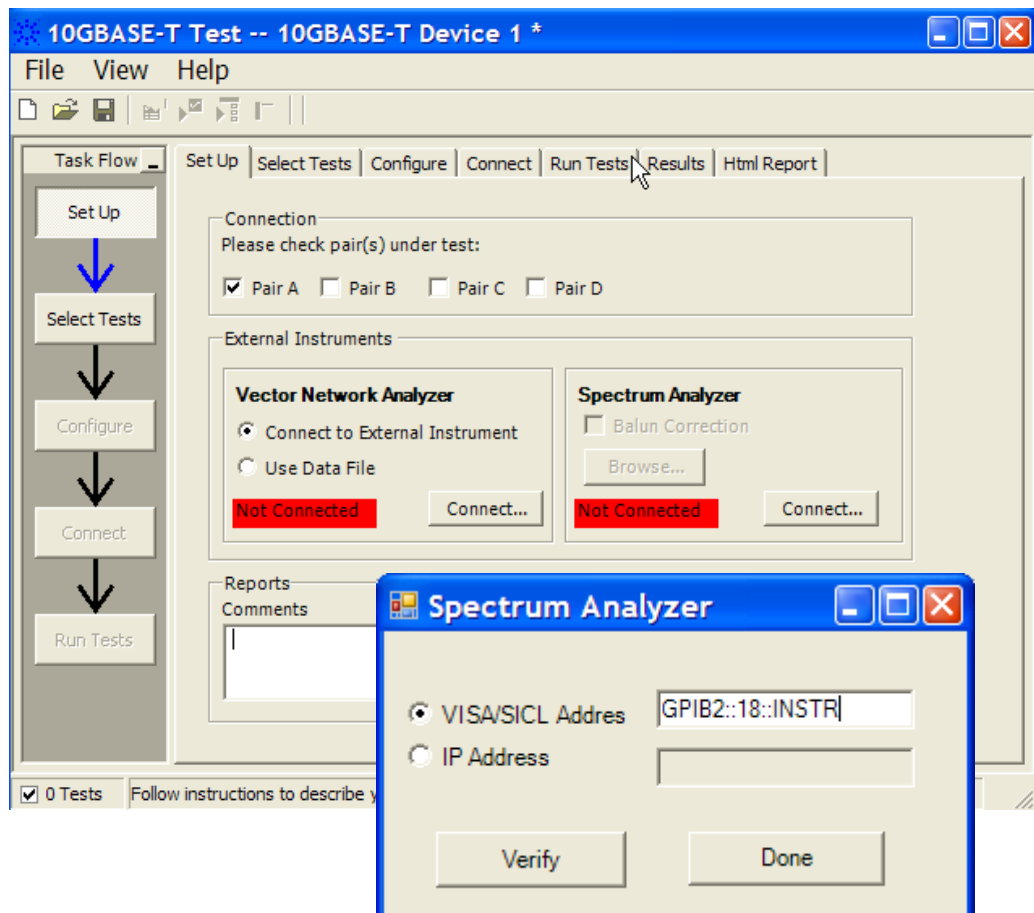 10GBASE-T Test -- 10GBASE-T Device 1 *
File View Help
Task Flow
Set Up Select Tests Configure Connect Run Tests Results Html Report
Set Up
Select Tests
Configure
Connect
Run Tests
Connection
Please check pair(s) under test:
Pair A Pair B Pair C Pair D
External Instruments
Vector Network Analyzer
Connect to External Instrument
Use Data File
Not Connected Connect...
Spectrum Analyzer
Balun Correction
Browse...
Not Connected Connect...
Reports
Comments
0 Tests Follow instructions to describe
Spectrum Analyzer
VISA/SICL Addres GPIB2::18::INSTR
IP Address
Verify Done